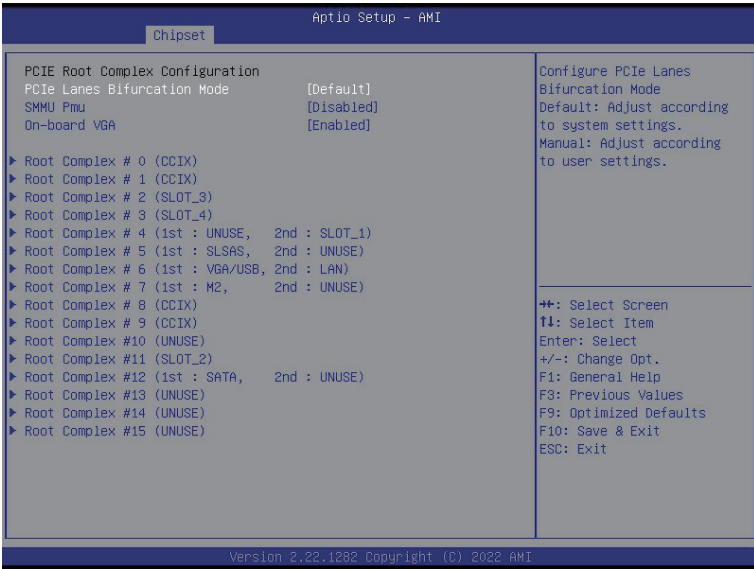 Aptio Setup – AMI
Chipset
PCIE Root Complex Configuration
PCIe Lanes Bifurcation Mode [Default]
SMMU Pmu [Disabled]
On-board VGA [Enabled]
Root Complex # 0 (CCIX)
Root Complex # 1 (CCIX)
Root Complex # 2 (SLOT_3)
Root Complex # 3 (SLOT_4)
Root Complex # 4 (1st : UNUSE, 2nd : SLOT_1)
Root Complex # 5 (1st : SLSAS, 2nd : UNUSE)
Root Complex # 6 (1st : VGA/USB, 2nd : LAN)
Root Complex # 7 (1st : M2, 2nd : UNUSE)
Root Complex # 8 (CCIX)
Root Complex # 9 (CCIX)
Root Complex #10 (UNUSE)
Root Complex #11 (SLOT_2)
Root Complex #12 (1st : SATA, 2nd : UNUSE)
Root Complex #13 (UNUSE)
Root Complex #14 (UNUSE)
Root Complex #15 (UNUSE)
Configure PCIe Lanes
Bifurcation Mode
Default: Adjust according
to system settings.
Manual: Adjust according
to user settings.
→←: Select Screen
↑↓: Select Item
Enter: Select
+/-: Change Opt.
F1: General Help
F3: Previous Values
F9: Optimized Defaults
F10: Save & Exit
ESC: Exit
Version 2.22.1282 Copyright (C) 2022 AMI